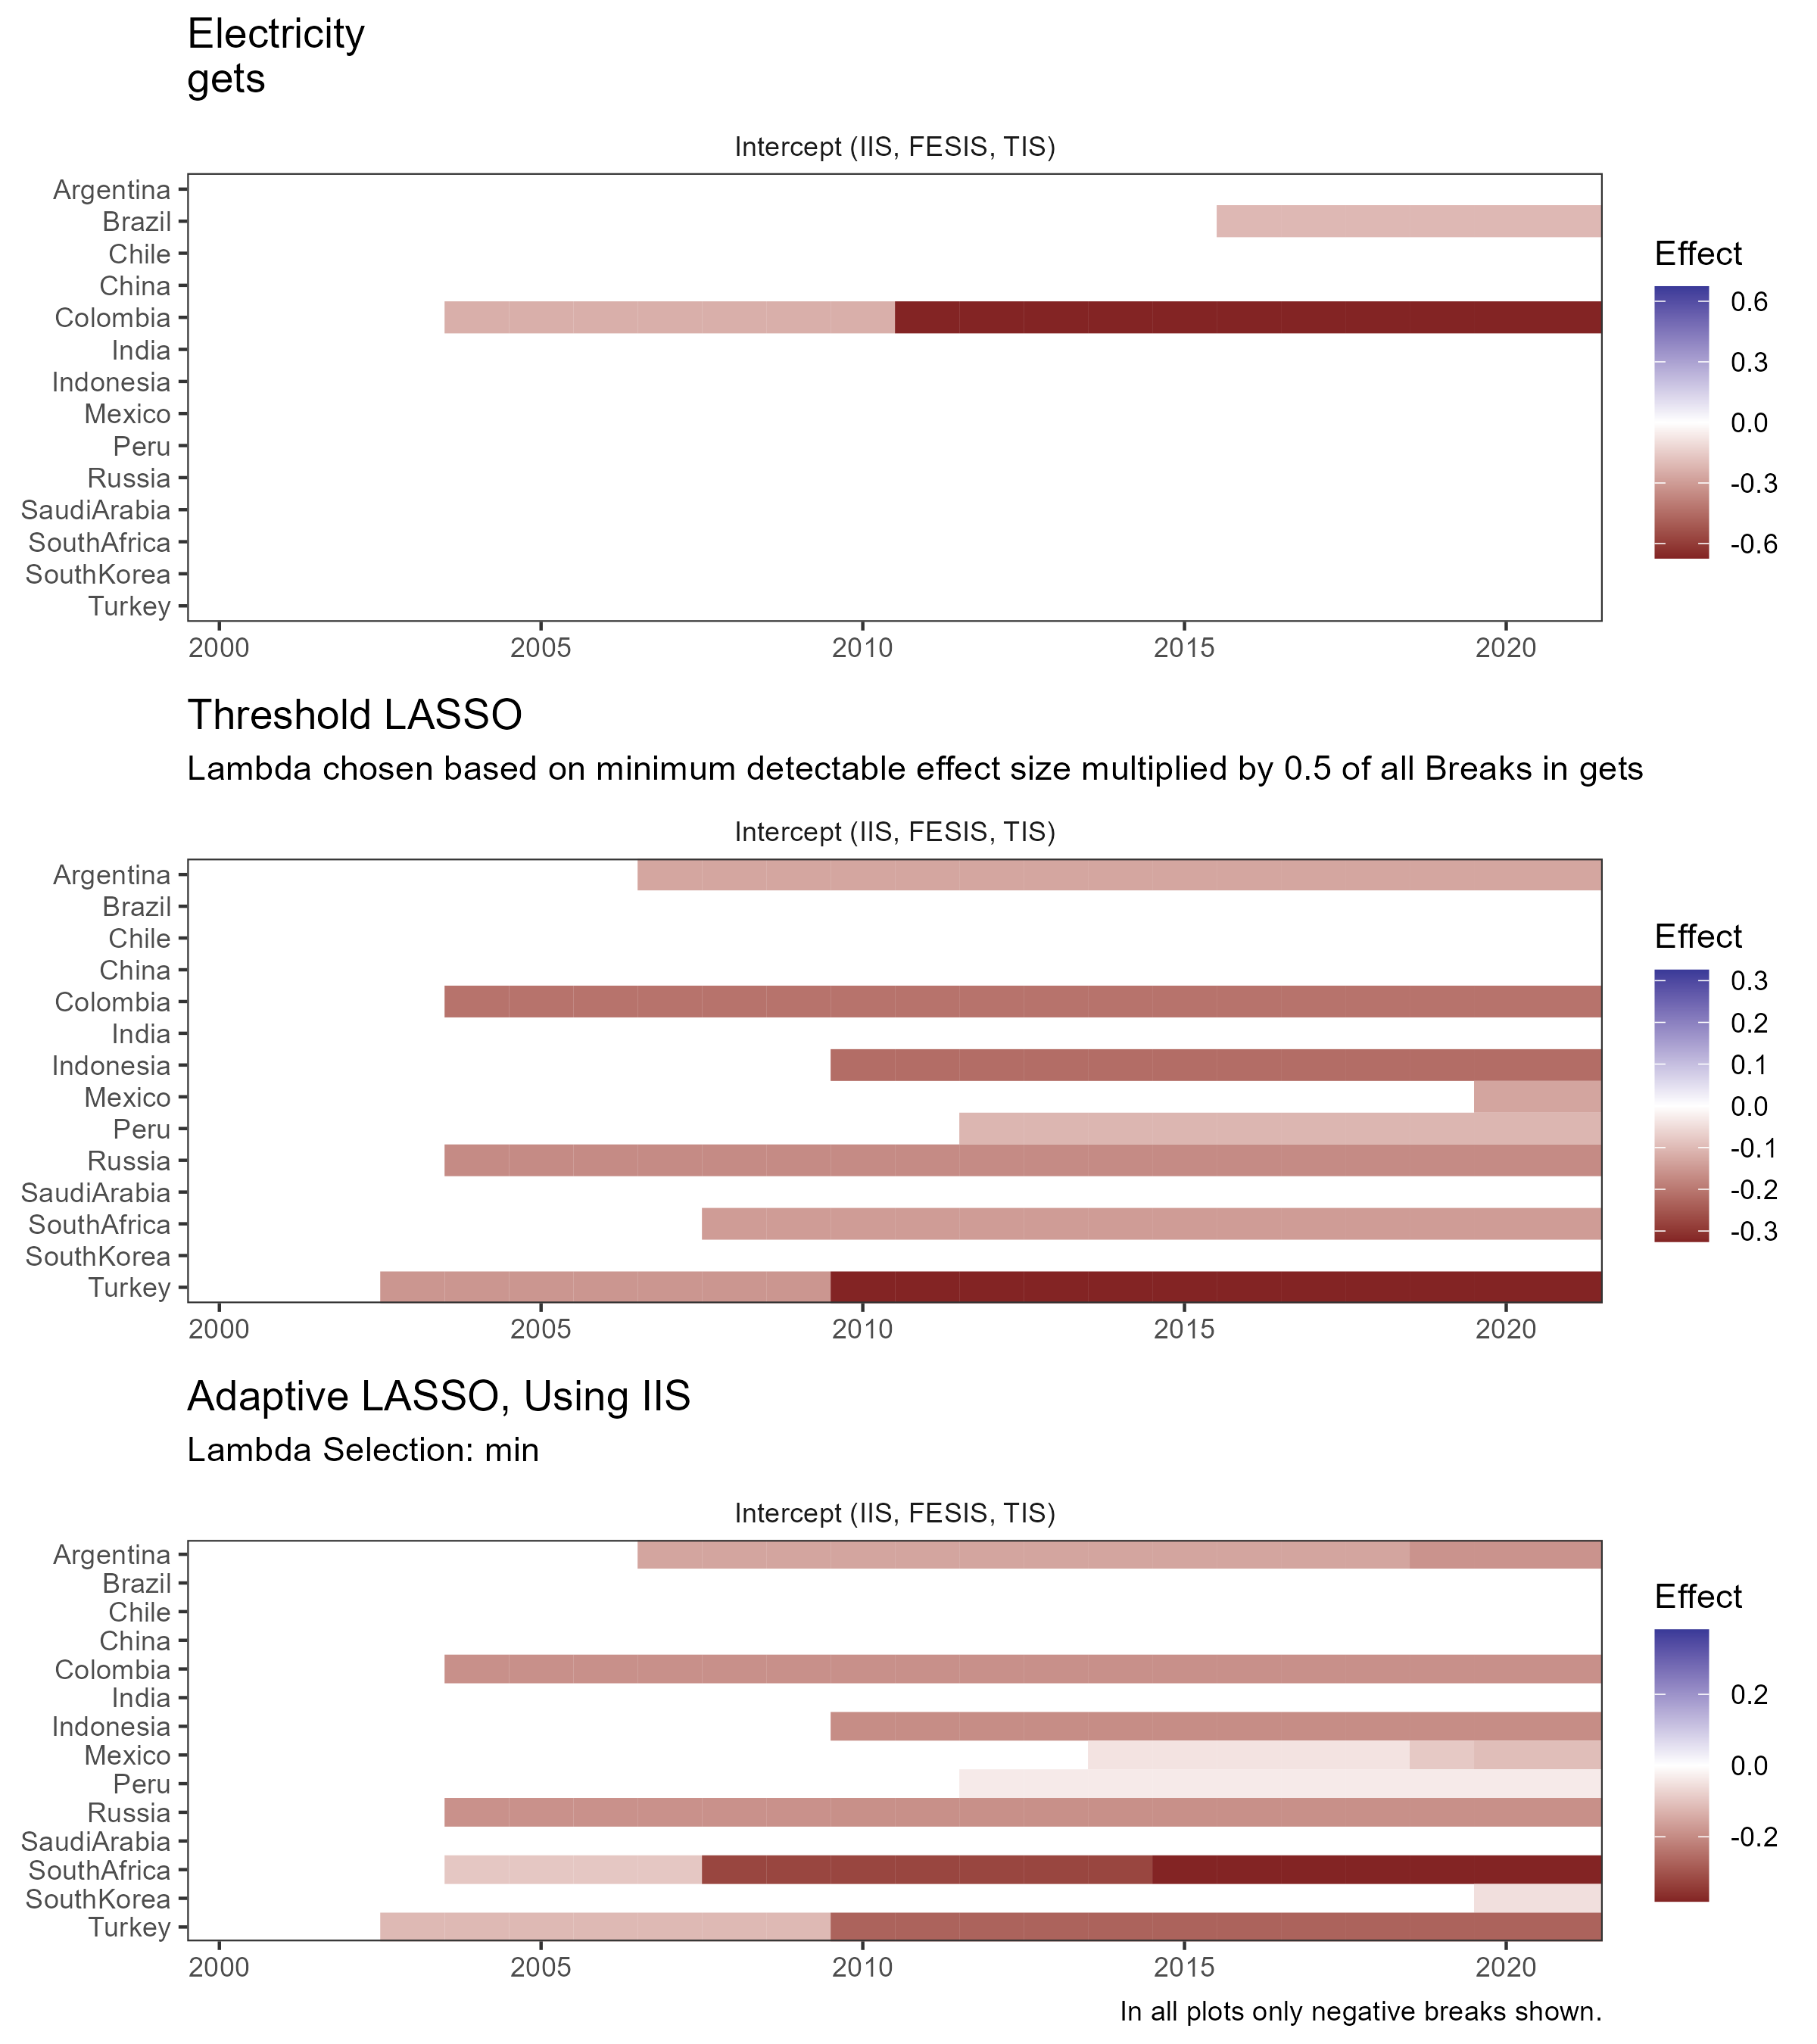 Electricity
gets
Intercept (IIS, FESIS, TIS)
Argentina
Brazil
Chile
China
Colombia
India
Indonesia
Mexico
Peru
Russia
SaudiArabia
SouthAfrica
SouthKorea
Turkey
2000 2005 2010 2015 2020
Effect
0.6
0.3
0.0
-0.3
-0.6
Threshold LASSO
Lambda chosen based on minimum detectable effect size multiplied by 0.5 of all Breaks in gets
Intercept (IIS, FESIS, TIS)
Argentina
Brazil
Chile
China
Colombia
India
Indonesia
Mexico
Peru
Russia
SaudiArabia
SouthAfrica
SouthKorea
Turkey
2000 2005 2010 2015 2020
Effect
0.3
0.2
0.1
0.0
-0.1
-0.2
-0.3
Adaptive LASSO, Using IIS
Lambda Selection: min
Intercept (IIS, FESIS, TIS)
Argentina
Brazil
Chile
China
Colombia
India
Indonesia
Mexico
Peru
Russia
SaudiArabia
SouthAfrica
SouthKorea
Turkey
2000 2005 2010 2015 2020
Effect
0.2
0.0
-0.2
In all plots only negative breaks shown.